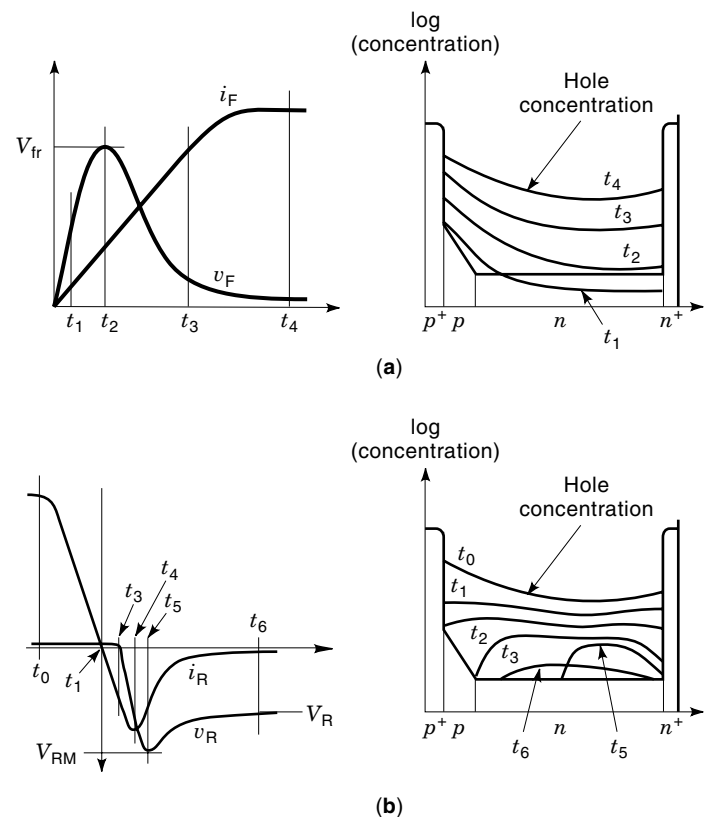 log
(concentration)
Hole
concentration
i_F
V_fr
v_F
t_4
t_3
t_2
t_1
t_1 t_2 t_3 t_4
p⁺ p n n⁺
(a)
log
(concentration)
Hole
concentration
t_0
t_1
t_2
t_3
t_3
t_4
t_5
t_6
t_0
t_1
i_R
v_R
V_R
V_RM
p⁺ p n n⁺
t_6
t_5
(b)